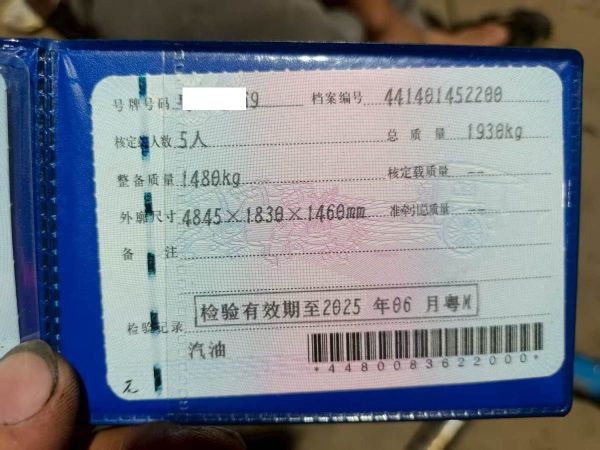 号牌号码 69 档案编号 441401452200
核定载人数 5人 总质量 1930kg
整备质量 1480kg 核定载质量 --
外廓尺寸 4845×1830×1460mm 准牵引总质量 --
备注
检验有效期至2025年06月粤M
检验记录
汽油
*4480083622000*